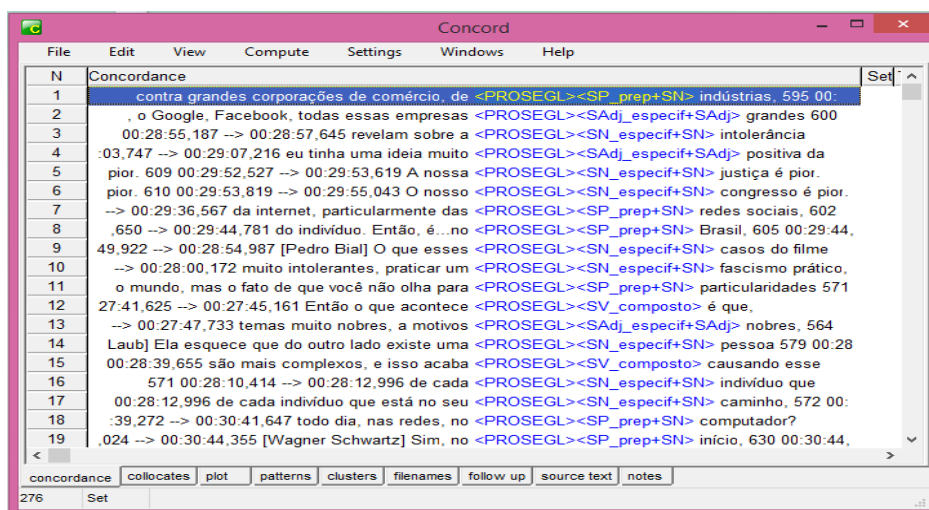 Concord
File Edit View Compute Settings Windows Help
N Concordance Set
1 contra grandes corporações de comércio, de <PROSEGL><SP_prep+SN> indústrias, 595 00:
2 , o Google, Facebook, todas essas empresas <PROSEGL><SAdj_especif+SAdj> grandes 600
3 00:28:55,187 --> 00:28:57,645 revelam sobre a <PROSEGL><SN_especif+SN> intolerância
4 :03,747 --> 00:29:07,216 eu tinha uma ideia muito <PROSEGL><SAdj_especif+SAdj> positiva da
5 pior. 609 00:29:52,527 --> 00:29:53,619 A nossa <PROSEGL><SN_especif+SN> justiça é pior.
6 pior. 610 00:29:53,819 --> 00:29:55,043 O nosso <PROSEGL><SN_especif+SN> congresso é pior.
7 --> 00:29:36,567 da internet, particularmente das <PROSEGL><SP_prep+SN> redes sociais, 602
8 ,650 --> 00:29:44,781 do indivíduo. Então, é...no <PROSEGL><SP_prep+SN> Brasil, 605 00:29:44,
9 49,922 --> 00:28:54,987 [Pedro Bial] O que esses <PROSEGL><SN_especif+SN> casos do filme
10 --> 00:28:00,172 muito intolerantes, praticar um <PROSEGL><SN_especif+SN> fascismo prático,
11 o mundo, mas o fato de que você não olha para <PROSEGL><SP_prep+SN> particularidades 571
12 27:41,625 --> 00:27:45,161 Então o que acontece <PROSEGL><SV_composto> é que,
13 --> 00:27:47,733 temas muito nobres, a motivos <PROSEGL><SAdj_especif+SAdj> nobres, 564
14 Laub] Ela esquece que do outro lado existe uma <PROSEGL><SN_especif+SN> pessoa 579 00:28
15 00:28:39,655 são mais complexos, e isso acaba <PROSEGL><SV_composto> causando esse
16 571 00:28:10,414 --> 00:28:12,996 de cada <PROSEGL><SN_especif+SN> indivíduo que
17 00:28:12,996 de cada indivíduo que está no seu <PROSEGL><SN_especif+SN> caminho, 572 00:
18 :39,272 --> 00:30:41,647 todo dia, nas redes, no <PROSEGL><SP_prep+SN> computador?
19 ,024 --> 00:30:44,355 [Wagner Schwartz] Sim, no <PROSEGL><SP_prep+SN> início, 630 00:30:44,
concordance collocates plot patterns clusters filenames follow up source text notes
276 Set